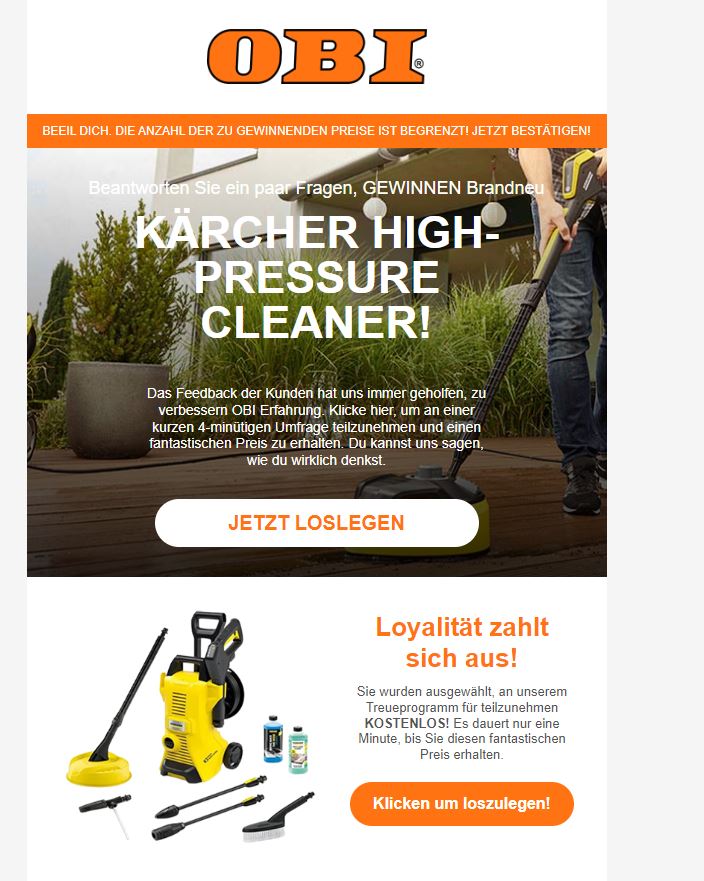 OBI®
BEEIL DICH. DIE ANZAHL DER ZU GEWINNENDEN PREISE IST BEGRENZT! JETZT BESTÄTIGEN!
Beantworten Sie ein paar Fragen, GEWINNEN Brandneu
KÄRCHER HIGH-
PRESSURE
CLEANER!
Das Feedback der Kunden hat uns immer geholfen, zu
verbessern OBI Erfahrung. Klicke hier, um an einer
kurzen 4-minütigen Umfrage teilzunehmen und einen
fantastischen Preis zu erhalten. Du kannst uns sagen,
wie du wirklich denkst.
JETZT LOSLEGEN
Loyalität zahlt
sich aus!
Sie wurden ausgewählt, an unserem
Treueprogramm für teilzunehmen
KOSTENLOS! Es dauert nur eine
Minute, bis Sie diesen fantastischen
Preis erhalten.
Klicken um loszulegen!